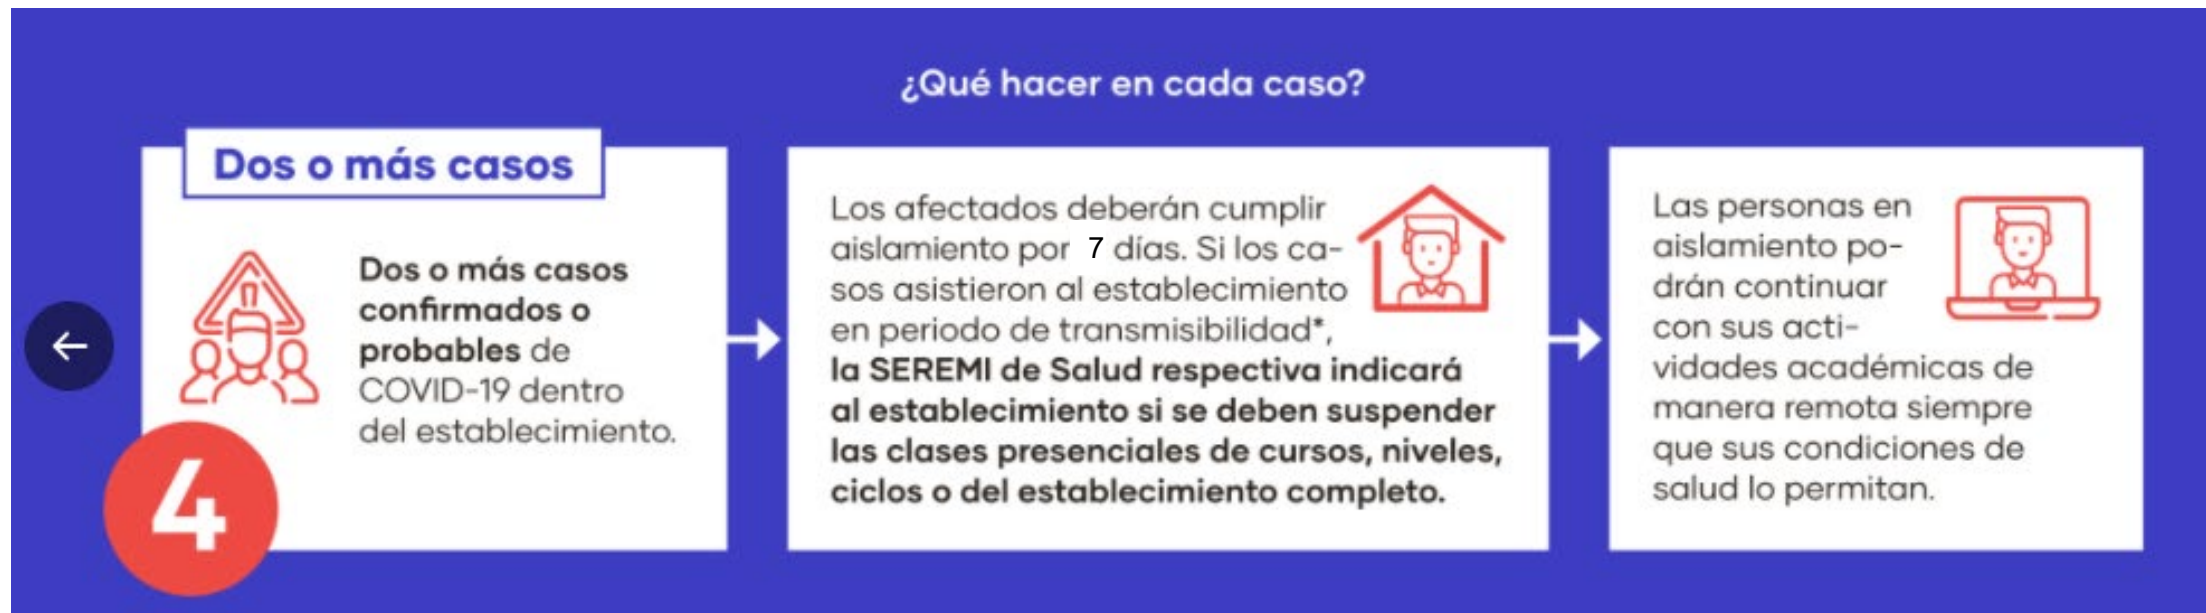 ¿Qué hacer en cada caso?
Dos o más casos
Dos o más casos
confirmados o
probables de
COVID-19 dentro
del establecimiento.
4
Los afectados deberán cumplir
aislamiento por 7 días. Si los ca-
sos asistieron al establecimiento
en periodo de transmisibilidad*,
la SEREMI de Salud respectiva indicará
al establecimiento si se deben suspender
las clases presenciales de cursos, niveles,
ciclos o del establecimiento completo.
Las personas en
aislamiento po-
drán continuar
con sus acti-
vidades académicas de
manera remota siempre
que sus condiciones de
salud lo permitan.